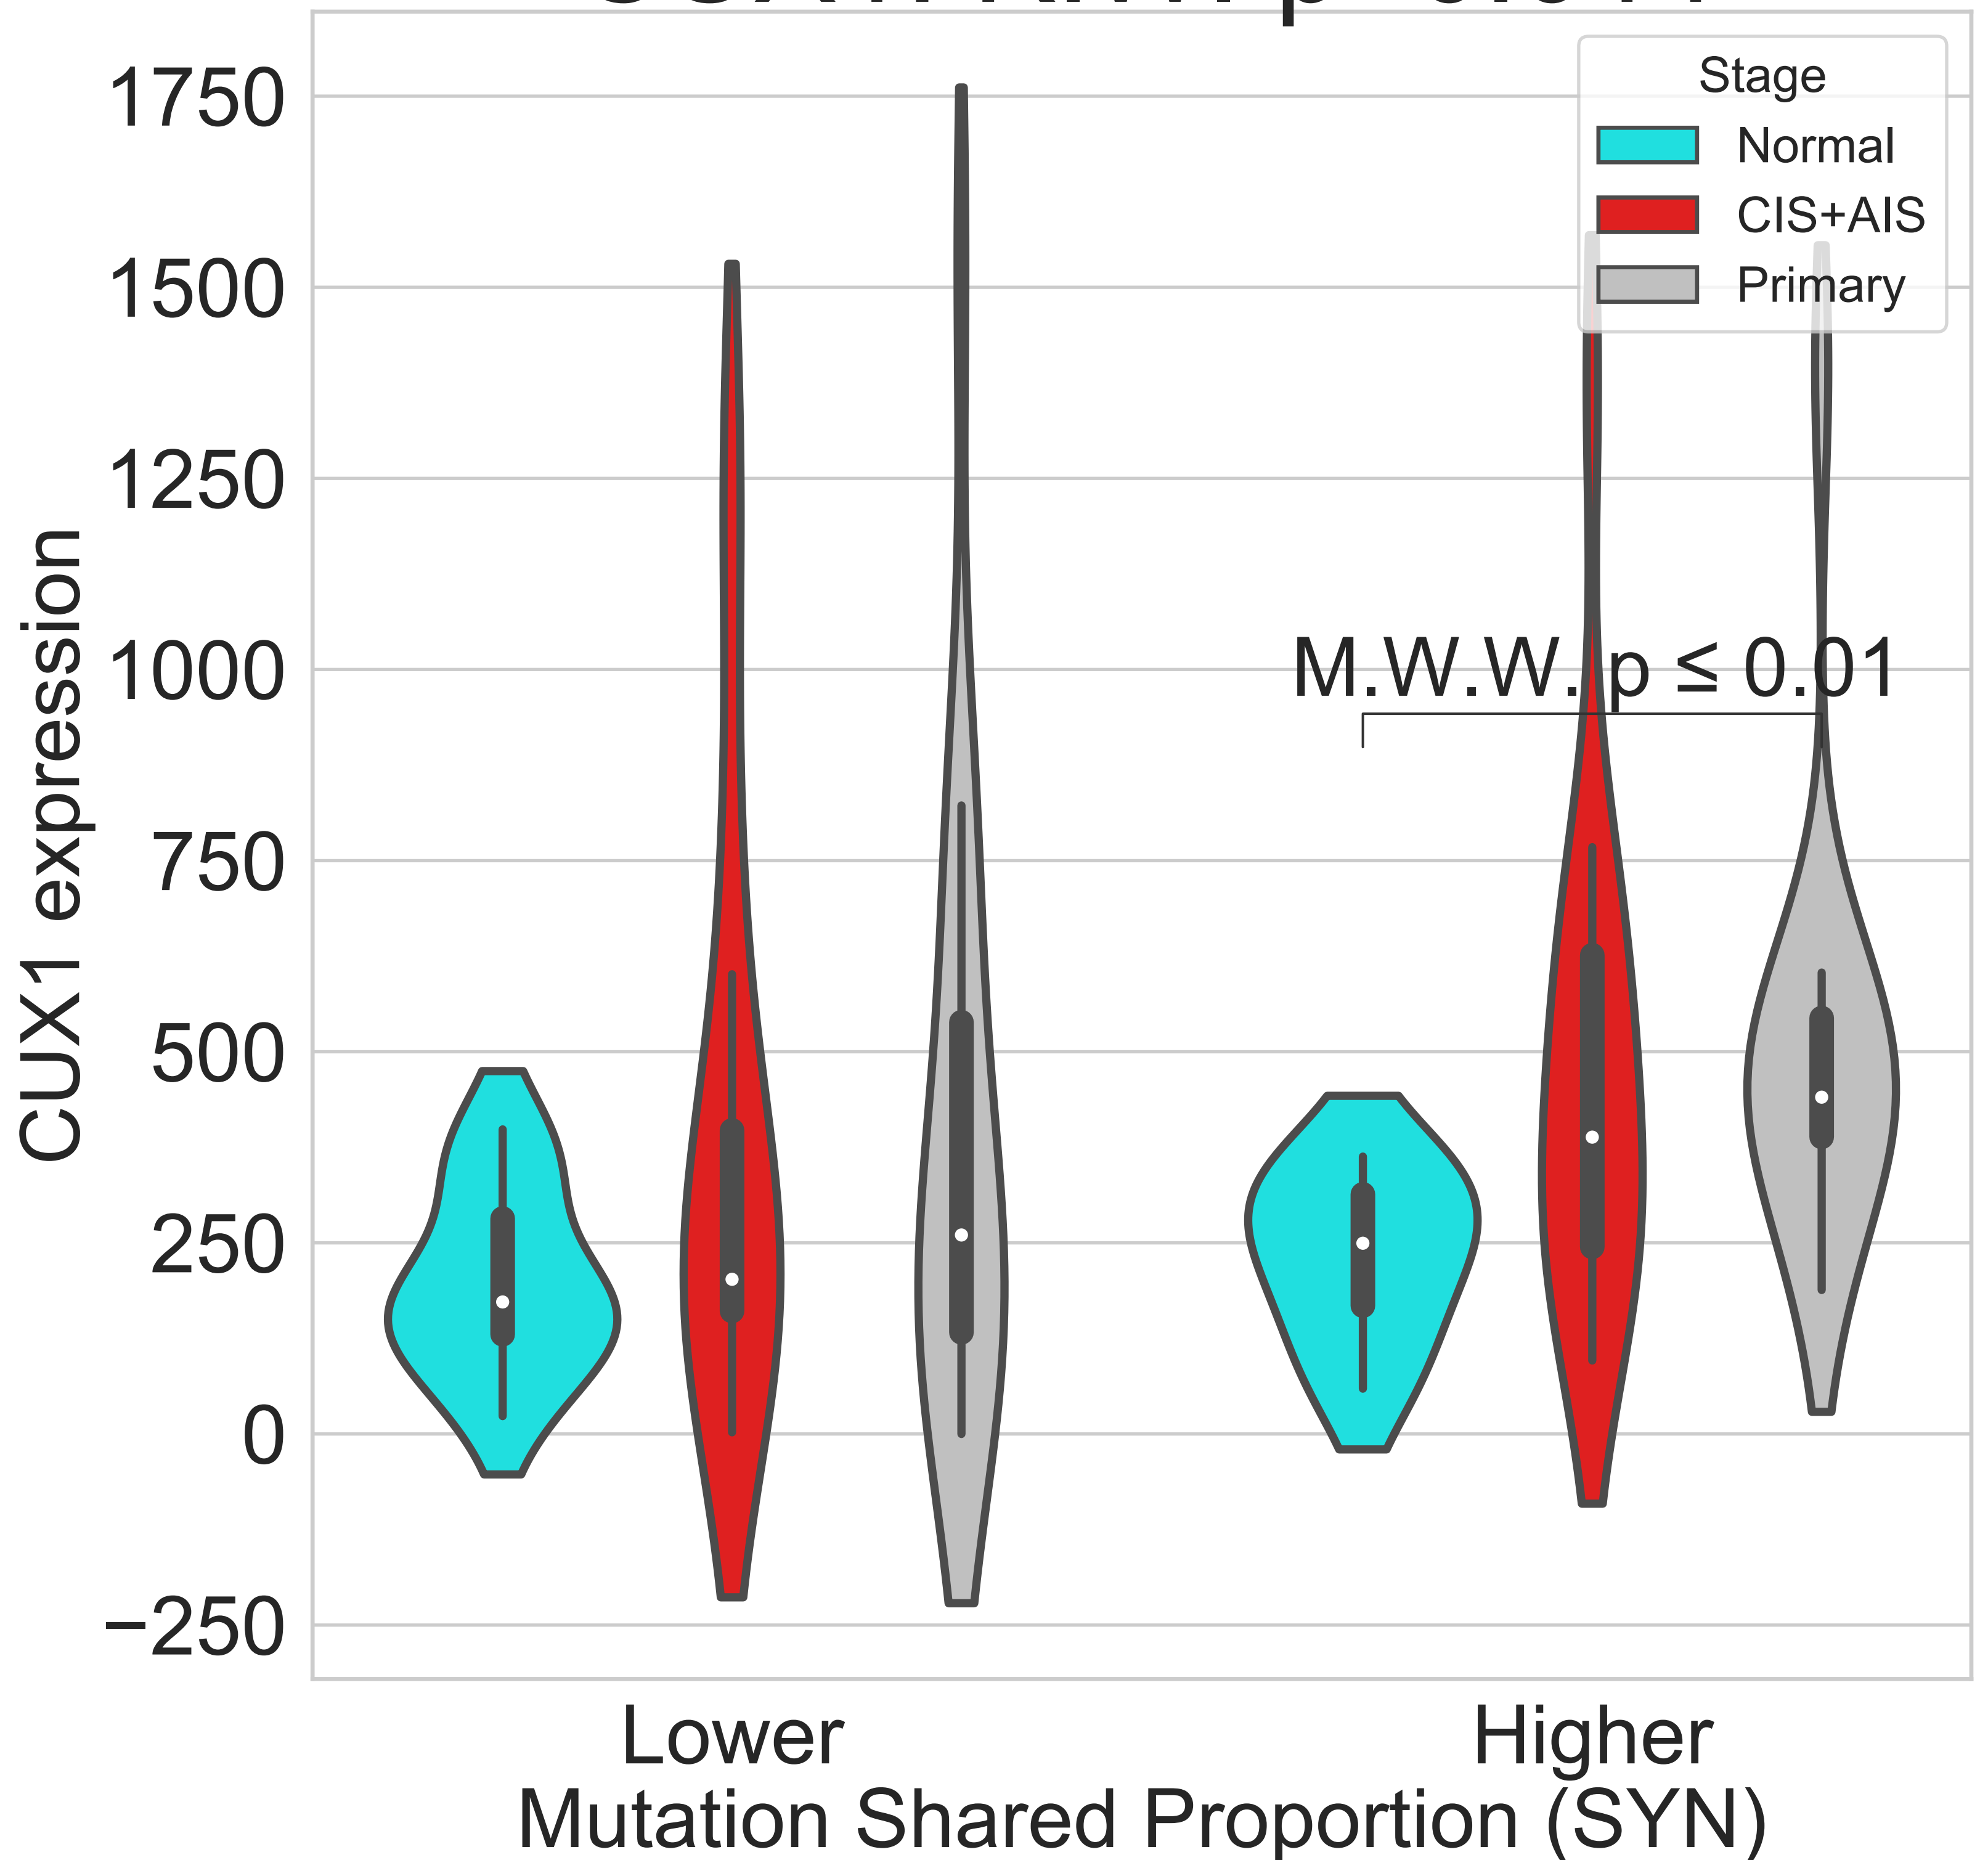 Stage
Normal
CIS+AIS
Primary
1750
1500
1250
1000
750
500
250
0
−250
CUX1 expression
M.W.W. p ≤ 0.01
Lower
Higher
Mutation Shared Proportion (SYN)